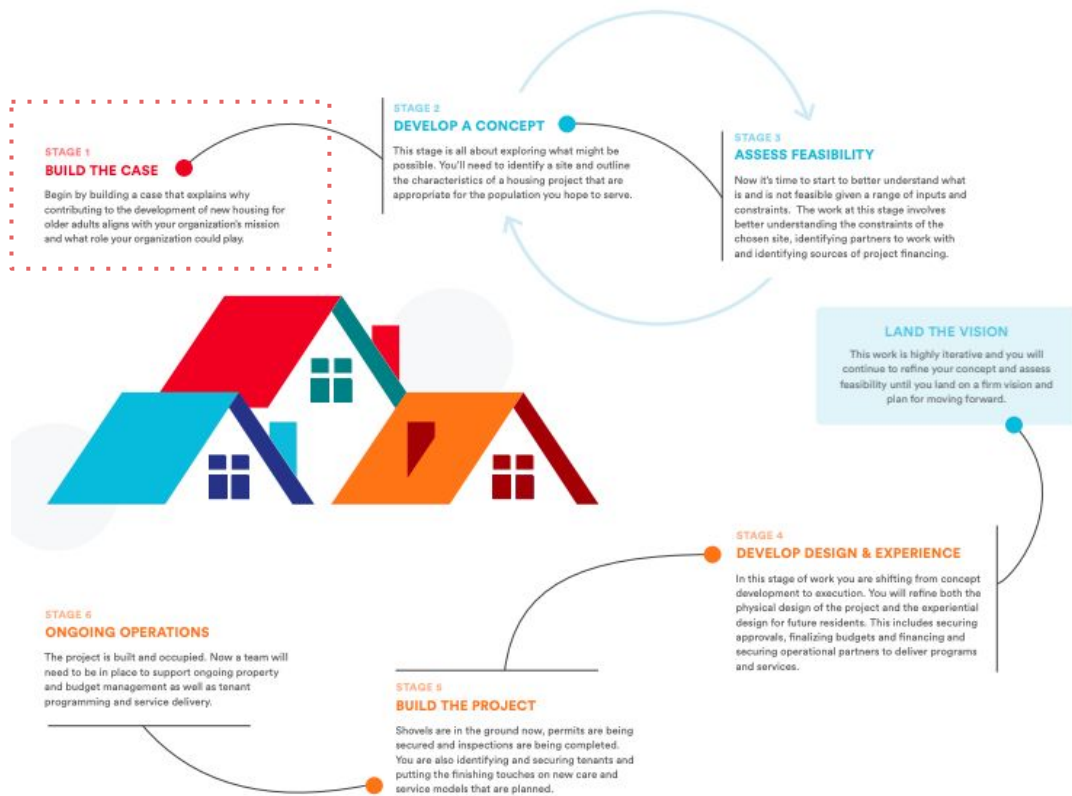 STAGE 1
BUILD THE CASE
Begin by building a case that explains why
contributing to the development of new housing for
older adults aligns with your organization's mission
and what role your organization could play.
STAGE 2
DEVELOP A CONCEPT
This stage is all about exploring what might be
possible. You'll need to identify a site and outline
the characteristics of a housing project that are
appropriate for the population you hope to serve.
STAGE 3
ASSESS FEASIBILITY
Now it's time to start to better understand what
is and is not feasible given a range of inputs and
constraints. The work at this stage involves
better understanding the constraints of the
chosen site, identifying partners to work with
and identifying sources of project financing.
LAND THE VISION
This work is highly iterative and you will
continue to refine your concept and assess
feasibility until you land on a firm vision and
plan for moving forward.
STAGE 4
DEVELOP DESIGN & EXPERIENCE
In this stage of work you are shifting from concept
development to execution. You will refine both the
physical design of the project and the experiential
design for future residents. This includes securing
approvals, finalizing budgets and financing and
securing operational partners to deliver programs
and services.
STAGE 5
BUILD THE PROJECT
Shovels are in the ground now, permits are being
secured and inspections are being completed.
You are also identifying and securing tenants and
putting the finishing touches on new care and
service models that are planned.
STAGE 6
ONGOING OPERATIONS
The project is built and occupied. Now a team will
need to be in place to support ongoing property
and budget management as well as tenant
programming and service delivery.